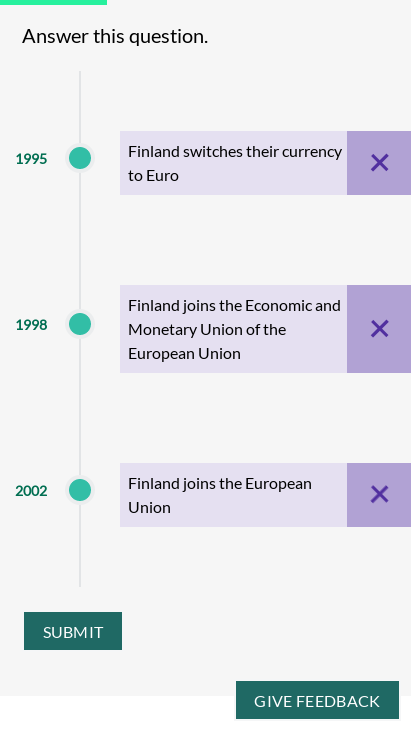 Answer this question.
1995
Finland switches their currency
to Euro
1998
Finland joins the Economic and
Monetary Union of the
European Union
2002
Finland joins the European
Union
SUBMIT
GIVE FEEDBACK